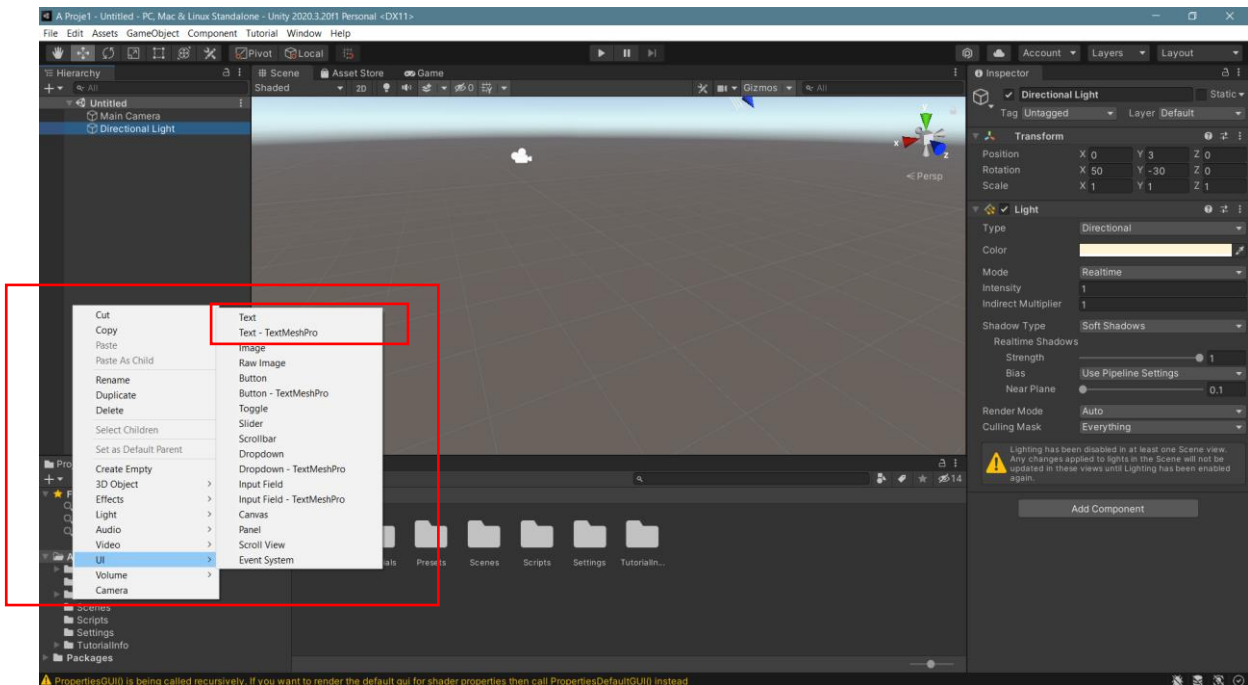 A Proje1 - Untitled - PC, Mac & Linux Standalone - Unity 2020.3.20f1 Personal <DX11>
File Edit Assets GameObject Component Tutorial Window Help
Pivot Local
Account Layers Layout
Hierarchy
Scene Asset Store Game
Inspector
All
Shaded 2D 0 Gizmos All
Untitled
Main Camera
Directional Light
Directional Light Static
Tag Untagged Layer Default
Transform
Position X 0 Y 3 Z 0
Rotation X 50 Y -30 Z 0
Scale X 1 Y 1 Z 1
y
x
z
Persp
Light
Type Directional
Color
Mode Realtime
Intensity 1
Indirect Multiplier 1
Shadow Type Soft Shadows
Realtime Shadows
Strength 1
Bias Use Pipeline Settings
Near Plane 0.1
Render Mode Auto
Culling Mask Everything
Lighting has been disabled in at least one Scene view.
Any changes applied to lights in the Scene will not be
updated in these views until Lighting has been enabled
again.
Add Component
Cut
Copy
Paste
Paste As Child
Rename
Duplicate
Delete
Select Children
Set as Default Parent
Create Empty
3D Object
Effects
Light
Audio
Video
UI
Volume
Camera
Text
Text - TextMeshPro
Image
Raw Image
Button
Button - TextMeshPro
Toggle
Slider
Scrollbar
Dropdown
Dropdown - TextMeshPro
Input Field
Input Field - TextMeshPro
Canvas
Panel
Scroll View
Event System
14
Presets Scenes Scripts Settings TutorialIn...
Scenes
Scripts
Settings
TutorialInfo
Packages
PropertiesGUI() is being called recursively. If you want to render the default gui for shader properties then call PropertiesDefaultGUI() instead